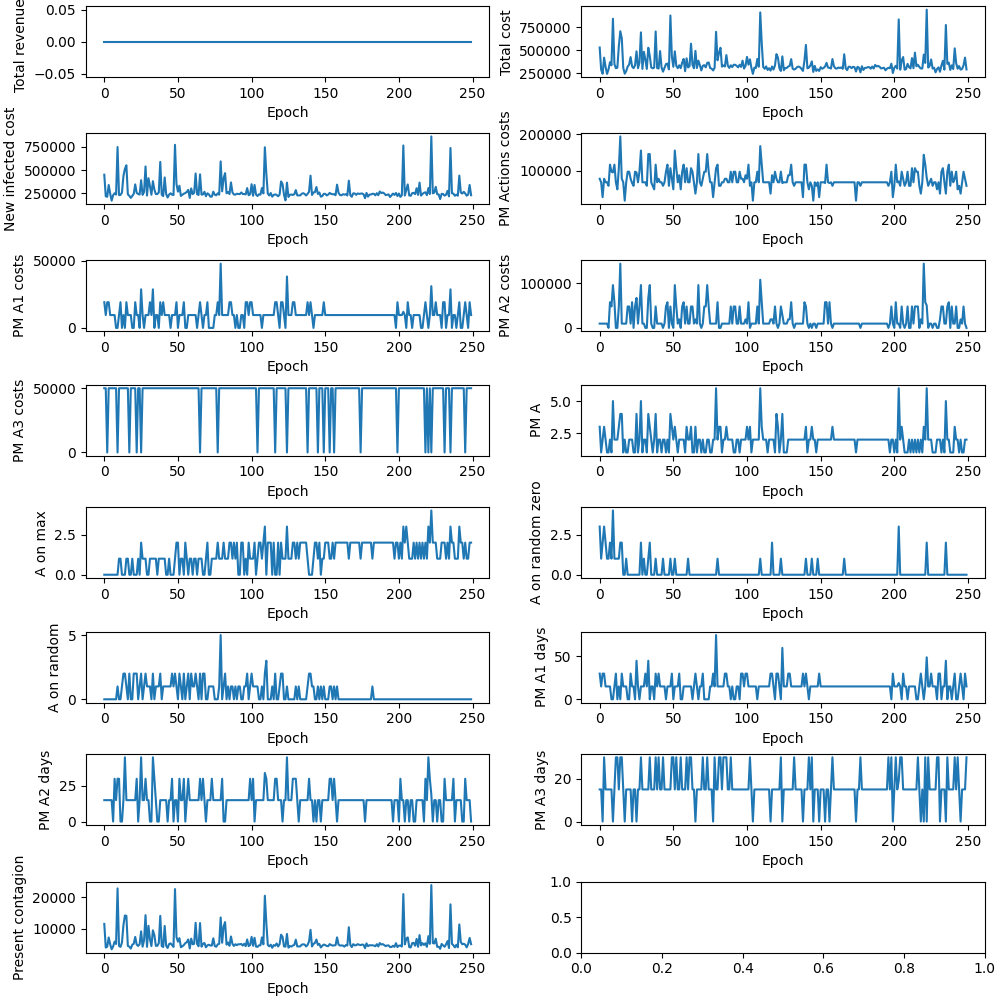 Total revenue
0.05
0.00
−0.05
0 50 100 150 200 250
Epoch
Total cost
750000
500000
250000
0 50 100 150 200 250
Epoch
New infected cost
750000
500000
250000
0 50 100 150 200 250
Epoch
PM Actions costs
200000
100000
0 50 100 150 200 250
Epoch
PM A1 costs
50000
0
0 50 100 150 200 250
Epoch
PM A2 costs
100000
0
0 50 100 150 200 250
Epoch
PM A3 costs
50000
0
0 50 100 150 200 250
Epoch
PM A
5.0
2.5
0 50 100 150 200 250
Epoch
A on max
2.5
0.0
0 50 100 150 200 250
Epoch
A on random zero
2.5
0.0
0 50 100 150 200 250
Epoch
A on random
5
0
0 50 100 150 200 250
Epoch
PM A1 days
50
0
0 50 100 150 200 250
Epoch
PM A2 days
25
0
0 50 100 150 200 250
Epoch
PM A3 days
20
0
0 50 100 150 200 250
Epoch
Present contagion
20000
10000
0 50 100 150 200 250
Epoch
1.0
0.5
0.0
0.0 0.2 0.4 0.6 0.8 1.0